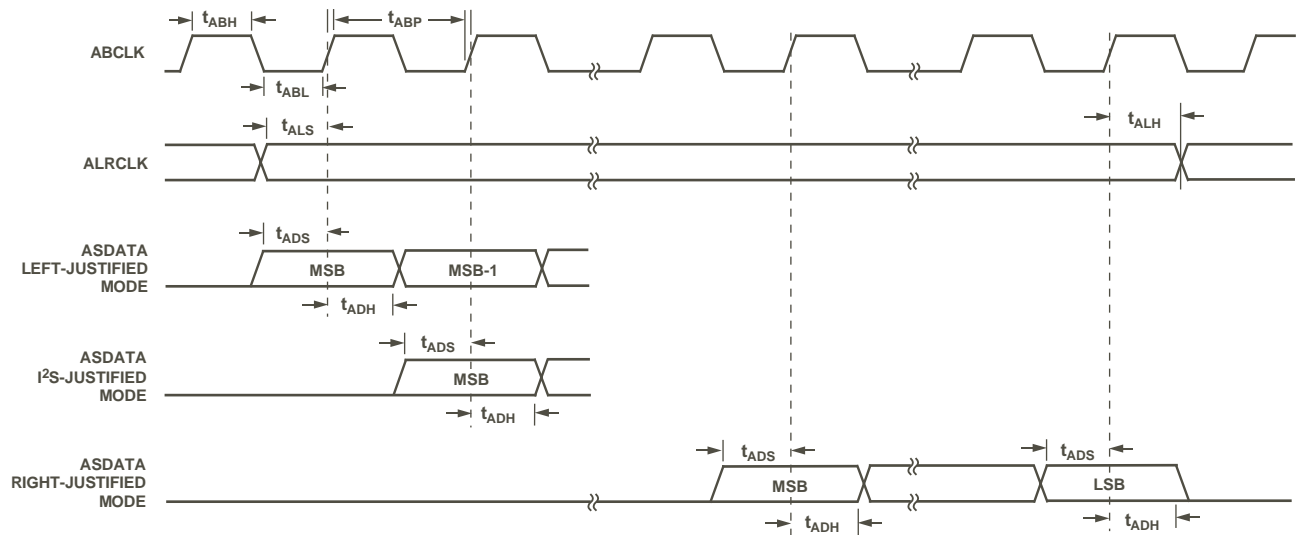 tABH
tABP
ABCLK
tABL
tALS
tALH
ALRCLK
tADS
ASDATA
LEFT-JUSTIFIED
MODE
MSB
MSB-1
tADH
tADS
ASDATA
I²S-JUSTIFIED
MODE
MSB
tADH
tADS
tADS
ASDATA
RIGHT-JUSTIFIED
MODE
MSB
LSB
tADH
tADH